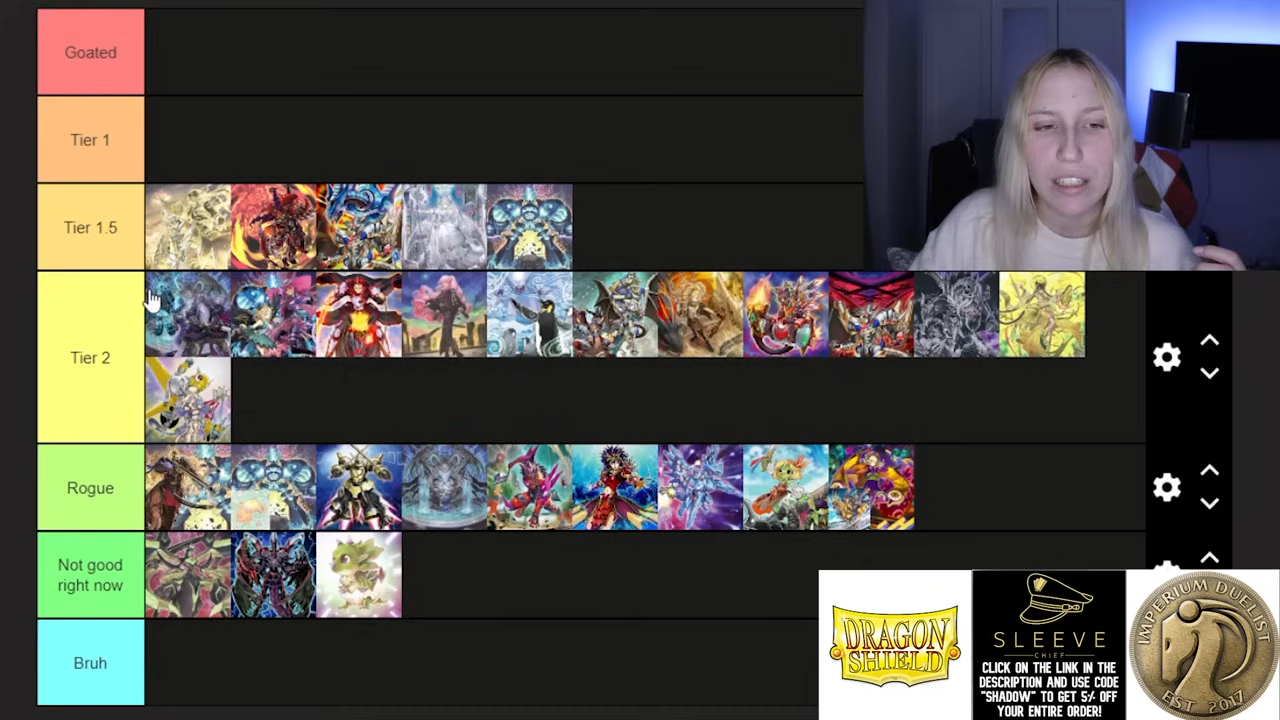 Goated
Tier 1
Tier 1.5
Tier 2
Rogue
Not good
right now
Bruh
DRAGON
SHIELD
SLEEVE
CHIEF
CLICK ON THE LINK IN THE
DESCRIPTION AND USE CODE
"SHADOW" TO GET 5% OFF
YOUR ENTIRE ORDER!
IMPERIUM DUELIST
EST 2017